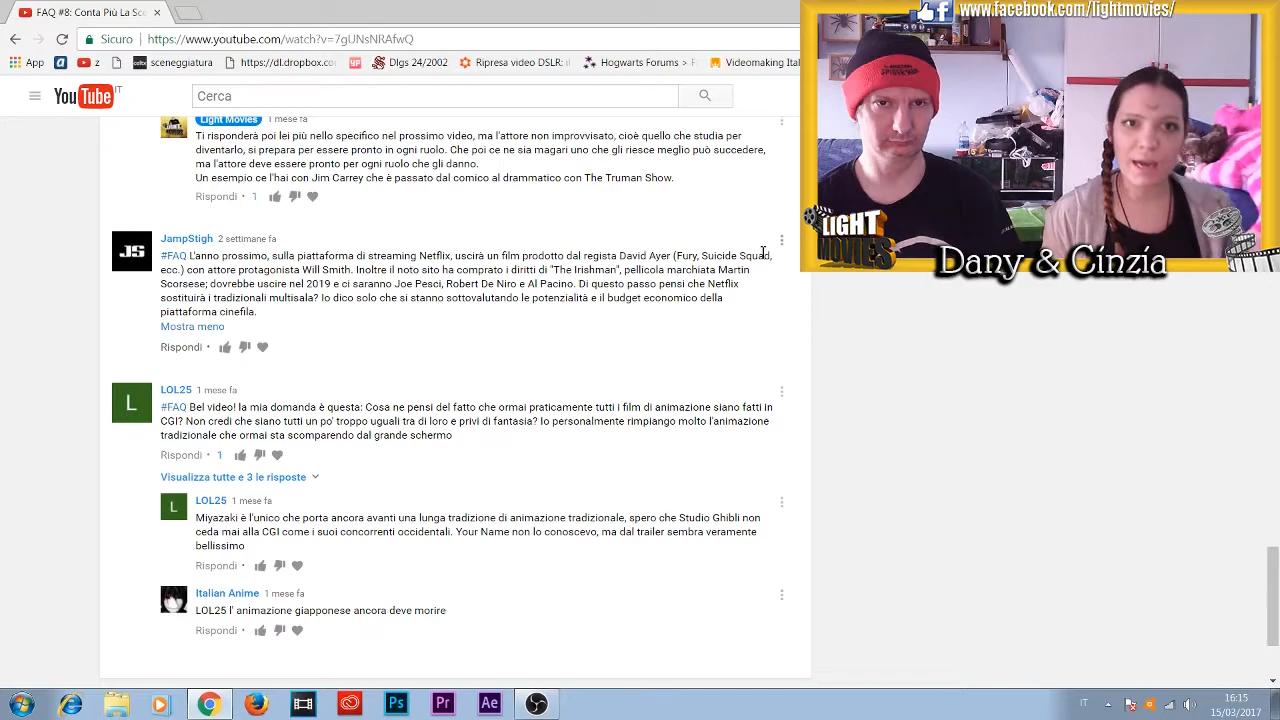 FAQ #8: Conta Più La Sce
www.facebook.com/lightmovies/
Sicuro
App
sceneggiat
https://dl.dropbox.con
Digs 24/2002
Ripresa video DSLR: il
Hogwarts Forums > Fi
Videomaking Ital
YouTube IT
Cerca
Light Movies 1 mese fa
Ti risponderò poi lei più nello specifico nel prossimo video, ma l'attore non improvvisato, cioè quello che studia per
diventarlo, si prepara per essere pronto in ogni ruolo. Che poi ce ne sia magari uno che gli riesce meglio può succedere,
ma l'attore deve essere adattato per ogni ruolo che gli danno.
Un esempio ce l'hai con Jim Carrey che è passato dal comico al drammatico con The Truman Show.
Rispondi • 1
JS
JampStigh 2 settimane fa
#FAQ L'anno prossimo, sulla piattaforma di streaming Netflix, uscirà un film prodotto dal regista David Ayer (Fury, Suicide Squad,
ecc.) con attore protagonista Will Smith. Inoltre il noto sito ha comprato i diritti di "The Irishman", pellicola marchiata Martin
Scorsese; dovrebbe uscire nel 2019 e ci saranno Joe Pesci, Robert De Niro e Al Pacino. Di questo passo pensi che Netflix
sostituirà i tradizionali multisala? Io dico solo che si stanno sottovalutando le possibilità e il budget economico della
piattaforma cinefila.
Mostra meno
Rispondi •
L
LOL25 1 mese fa
#FAQ Bel video! la mia domanda è questa: Cosa ne pensi del fatto che ormai praticamente tutti i film di animazione siano fatti in
CGI? Non credi che siano tutti un po' troppo uguali tra di loro e privi di fantasia? Io personalmente rimpiango molto l'animazione
tradizionale che ormai sta scomparendo dal grande schermo
Rispondi • 1
Visualizza tutte e 3 le risposte
L
LOL25 1 mese fa
Miyazaki è l'unico che porta ancora avanti una lunga tradizione di animazione tradizionale, spero che Studio Ghibli non
ceda mai alla CGI come i suoi concorrenti occidentali. Your Name non lo conoscevo, ma dal trailer sembra veramente
bellissimo
Rispondi •
Italian Anime 1 mese fa
LOL25 l' animazione giapponese ancora deve morire
Rispondi •
LIGHT
MOVIES
Dany & Cinzia
Ps
Pr
Ae
IT
16:15
15/03/2017